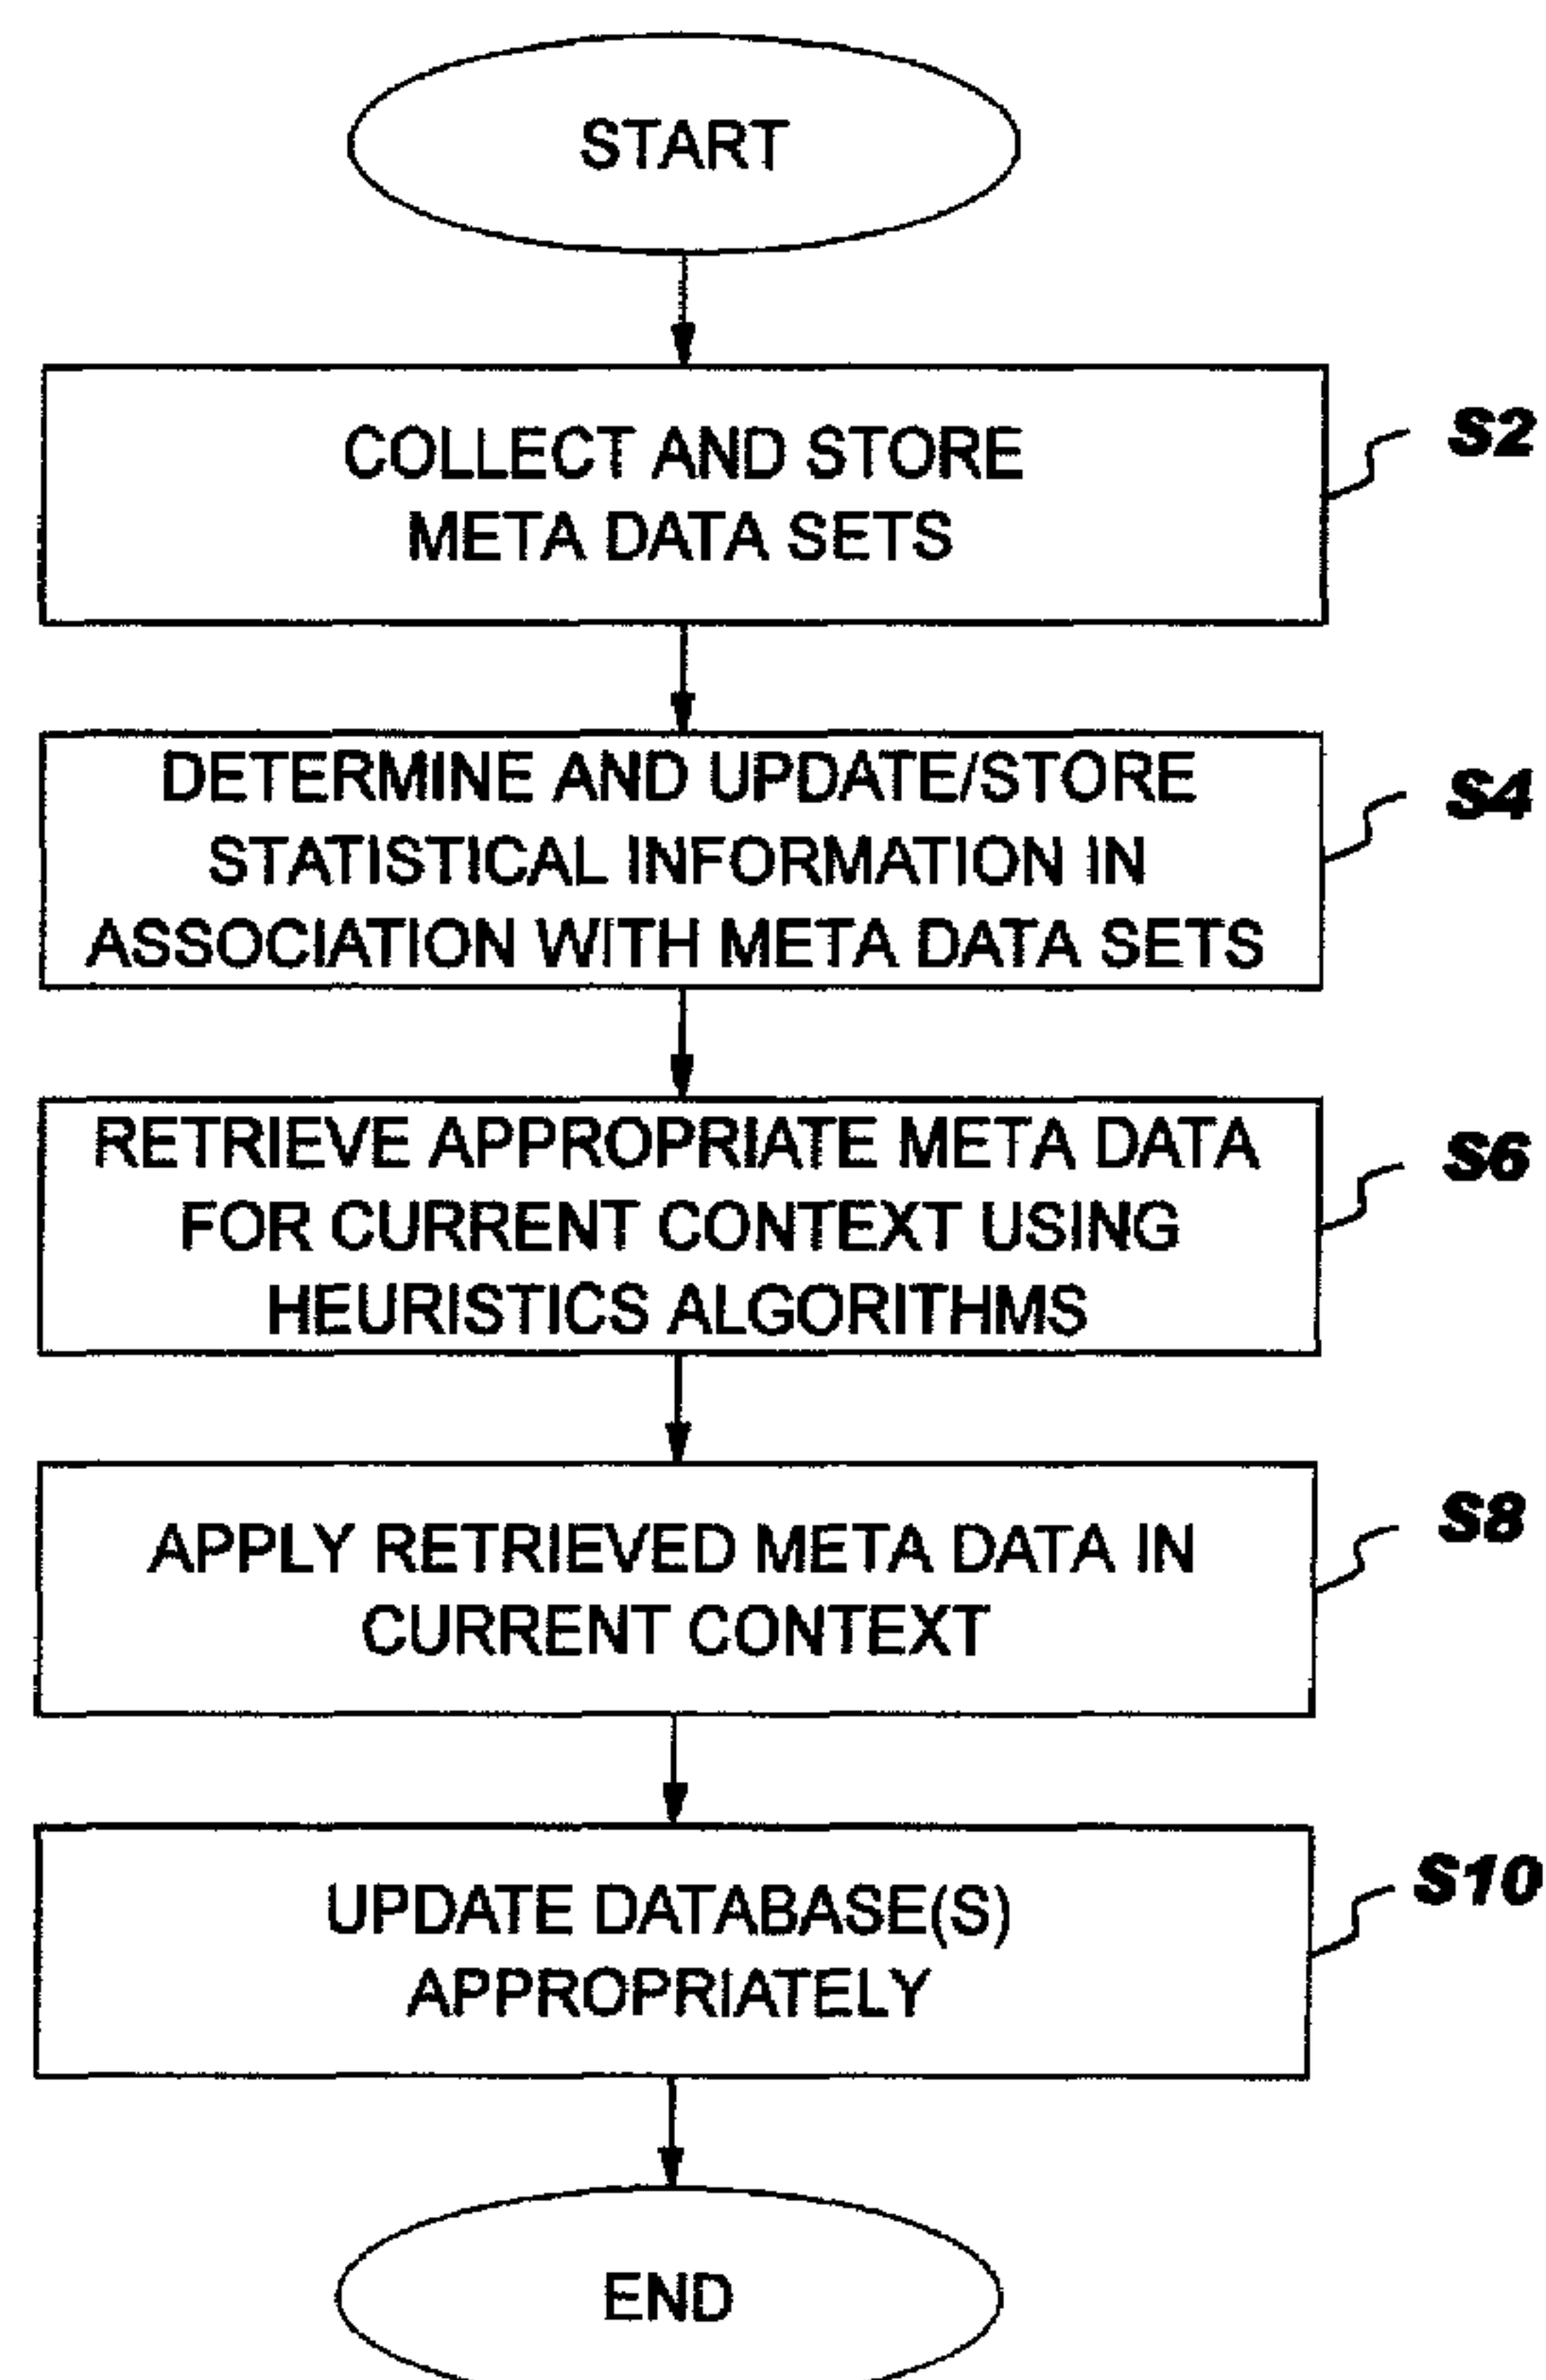 START
COLLECT AND STORE
META DATA SETS
S2
DETERMINE AND UPDATE/STORE
STATISTICAL INFORMATION IN
ASSOCIATION WITH META DATA SETS
S4
RETRIEVE APPROPRIATE META DATA
FOR CURRENT CONTEXT USING
HEURISTICS ALGORITHMS
S6
APPLY RETRIEVED META DATA IN
CURRENT CONTEXT
S8
UPDATE DATABASE(S)
APPROPRIATELY
S10
END